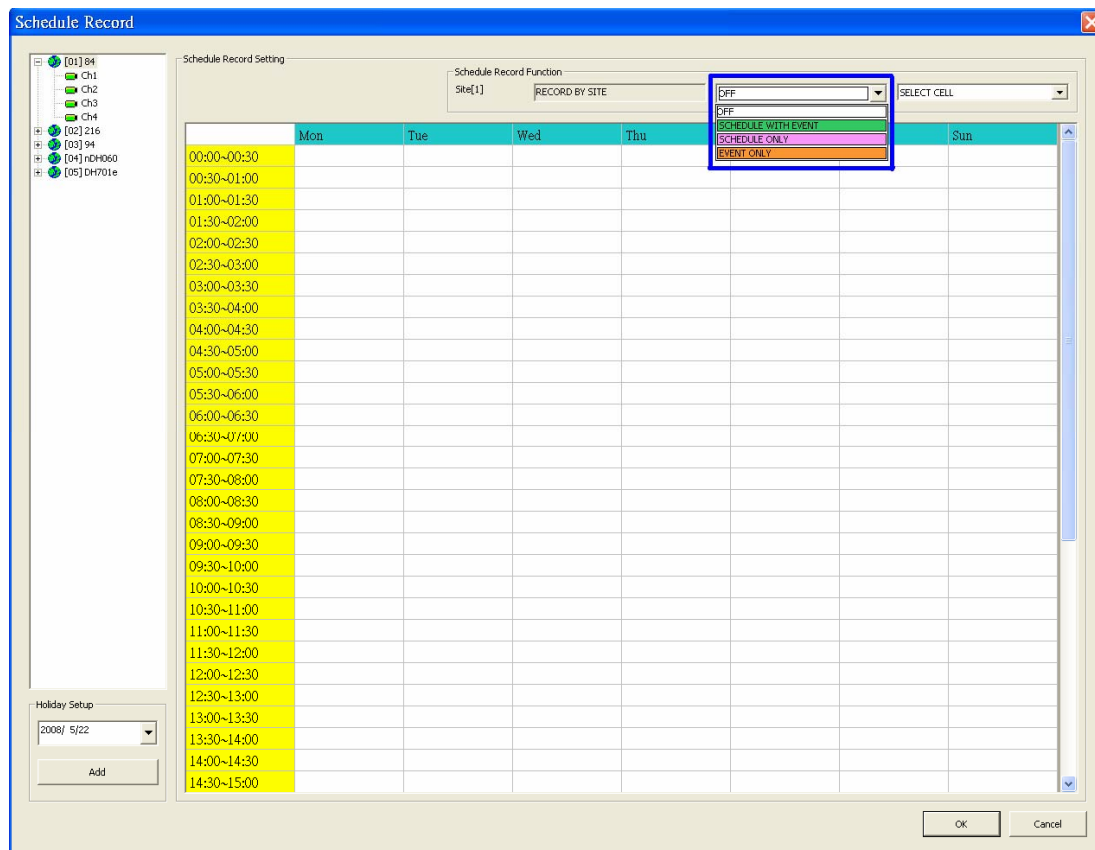 Schedule Record
[01] 84
Ch1
Ch2
Ch3
Ch4
[02] 216
[03] 94
[04] nDH060
[05] DH701e
Holiday Setup
2008/ 5/22
Add
Schedule Record Setting
Schedule Record Function
Site[1]
RECORD BY SITE
OFF
SELECT CELL
OFF
SCHEDULE WITH EVENT
SCHEDULE ONLY
EVENT ONLY
Mon Tue Wed Thu Sun
00:00~00:30
00:30~01:00
01:00~01:30
01:30~02:00
02:00~02:30
02:30~03:00
03:00~03:30
03:30~04:00
04:00~04:30
04:30~05:00
05:00~05:30
05:30~06:00
06:00~06:30
06:30~07:00
07:00~07:30
07:30~08:00
08:00~08:30
08:30~09:00
09:00~09:30
09:30~10:00
10:00~10:30
10:30~11:00
11:00~11:30
11:30~12:00
12:00~12:30
12:30~13:00
13:00~13:30
13:30~14:00
14:00~14:30
14:30~15:00
OK
Cancel